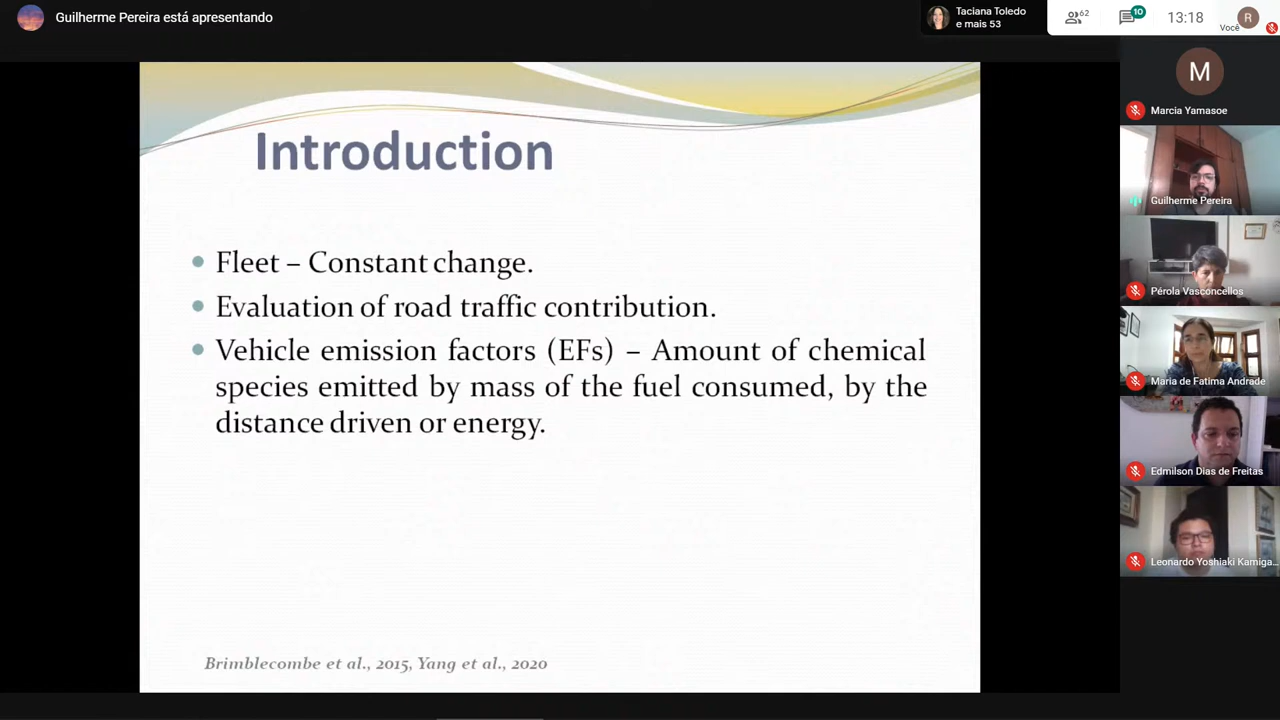 Guilherme Pereira está apresentando
Taciana Toledo
e mais 53
62
10
13:18
Você
R
M
Marcia Yamasoe
Guilherme Pereira
Pérola Vasconcellos
Maria de Fatima Andrade
Edmilson Dias de Freitas
Leonardo Yoshiaki Kamiga...
Introduction
Fleet – Constant change.
Evaluation of road traffic contribution.
Vehicle emission factors (EFs) – Amount of chemical
species emitted by mass of the fuel consumed, by the
distance driven or energy.
Brimblecombe et al., 2015, Yang et al., 2020